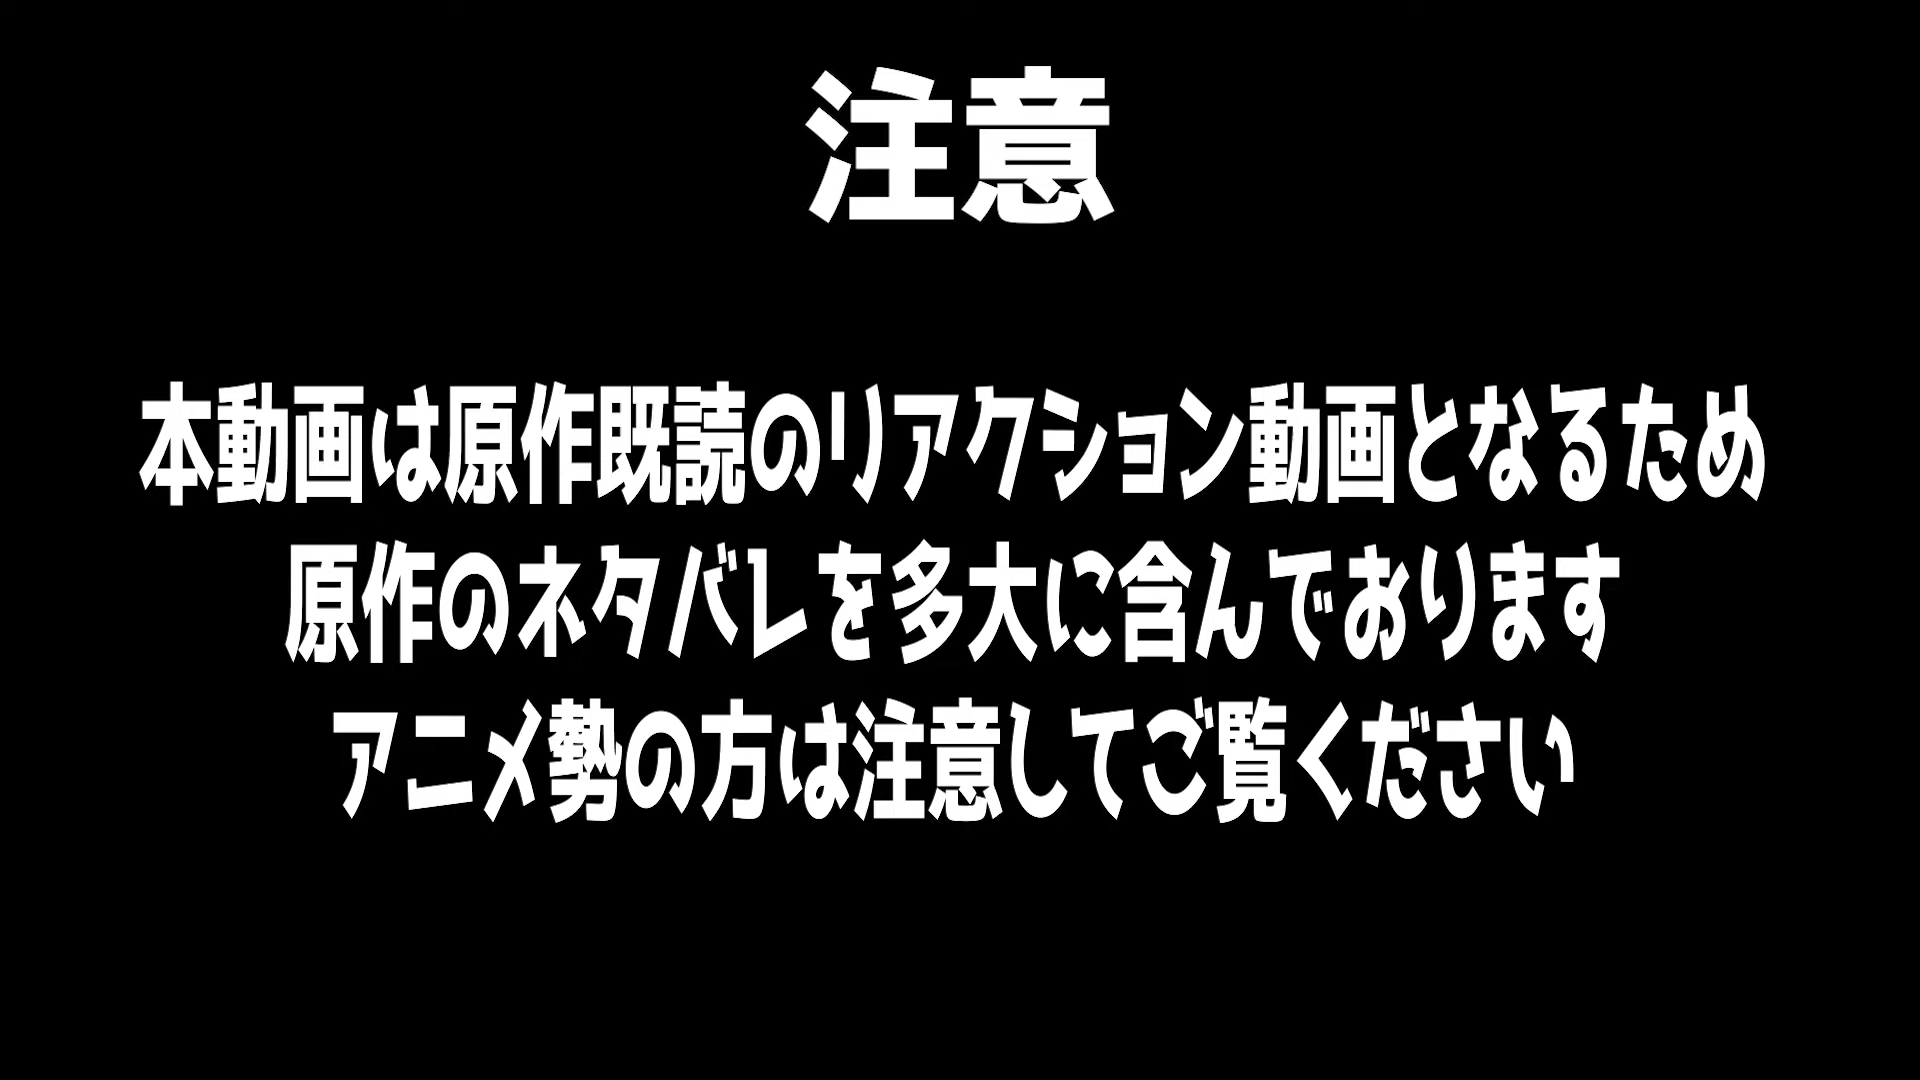 注意
本動画は原作既読のリアクション動画となるため
原作のネタバレを多大に含んでおります
アニメ勢の方は注意してご覧ください